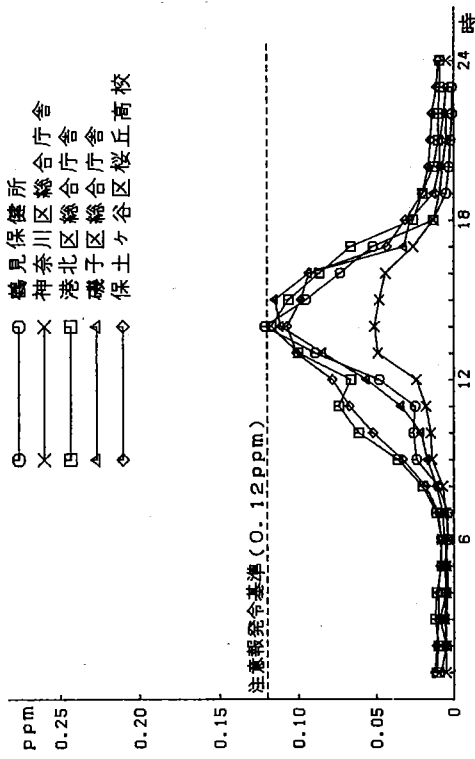 ppm
0.25
0.20
0.15
0.10
0.05
0
6
12
18
24
時
注意報発令基準(0.12ppm)
鶴見保健所
神奈川区総合庁舎
港北区総合庁舎
磯子区総合庁舎
保土ヶ谷区桜丘高校